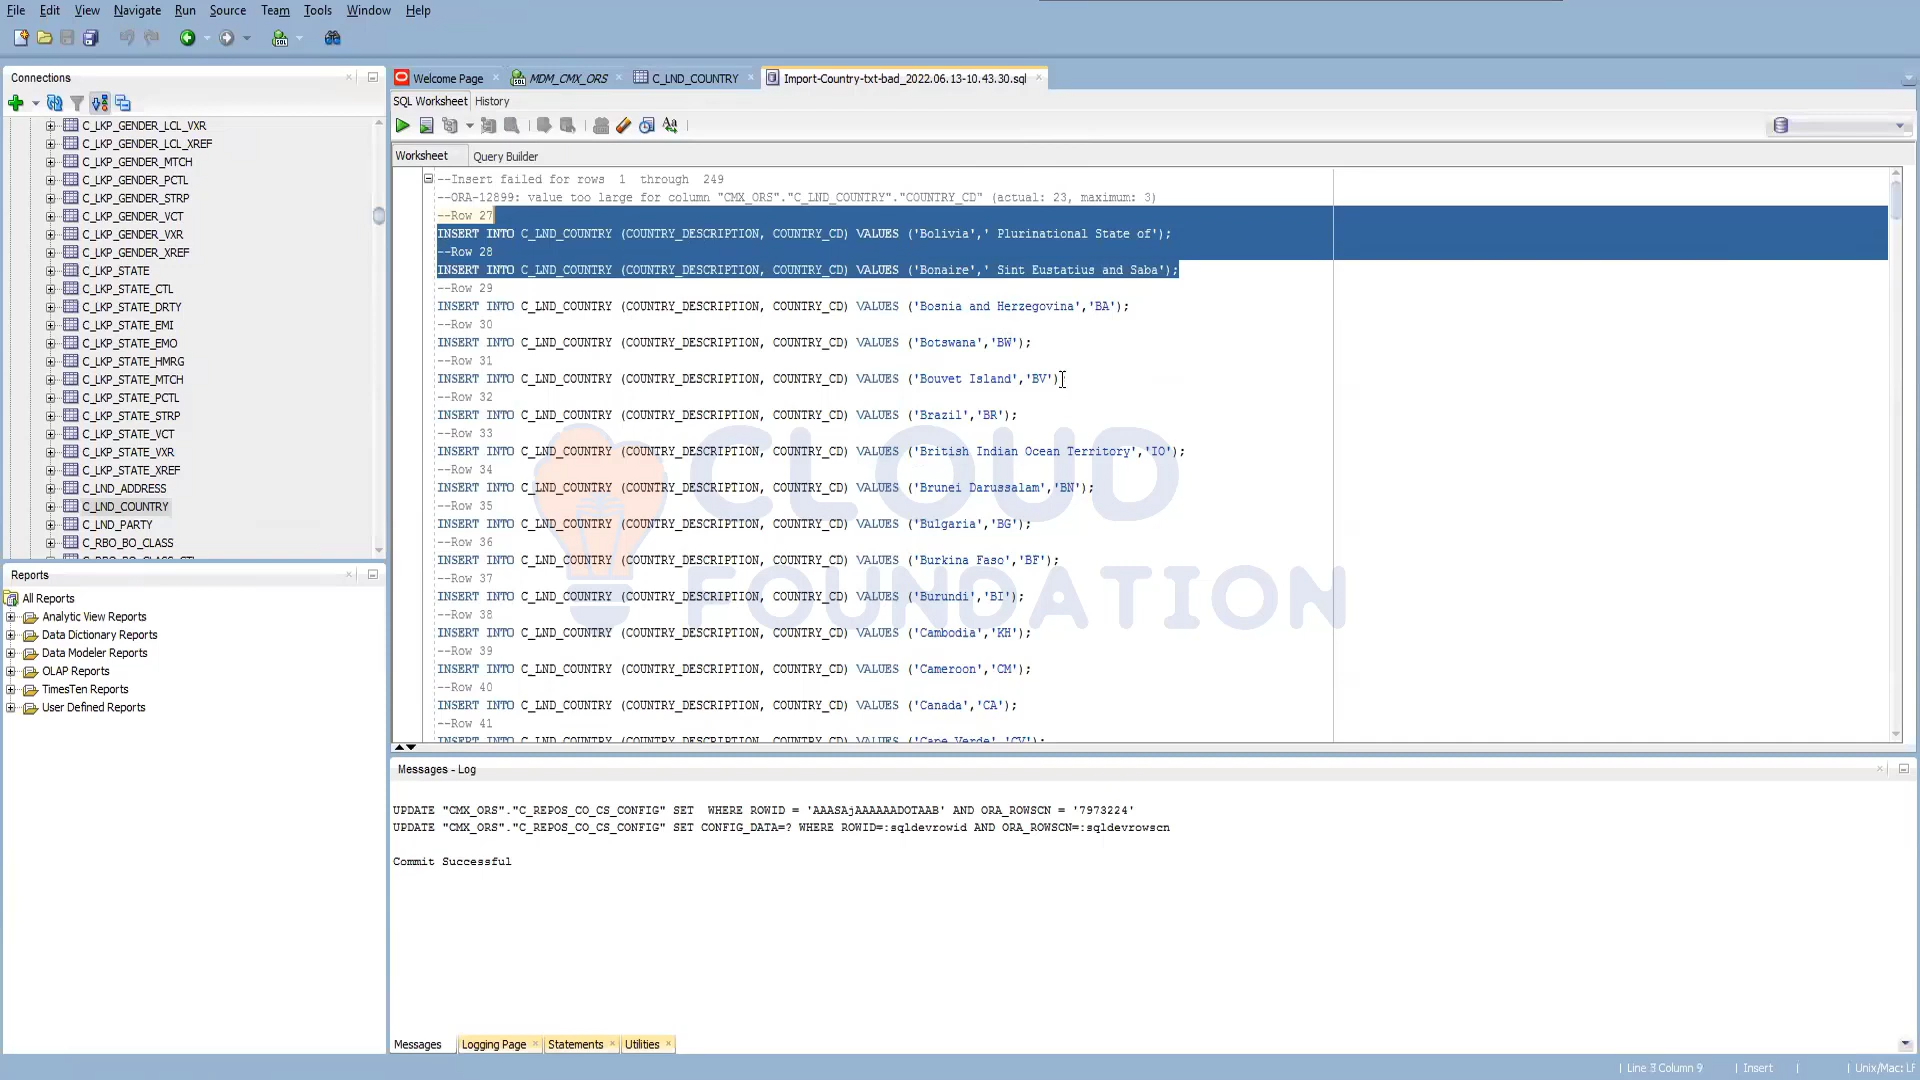 File Edit View Navigate Run Source Team Tools Window Help
Connections
C_LKP_GENDER_LCL_VXR
C_LKP_GENDER_LCL_XREF
C_LKP_GENDER_MTCH
C_LKP_GENDER_PCTL
C_LKP_GENDER_STRP
C_LKP_GENDER_VCT
C_LKP_GENDER_VXR
C_LKP_GENDER_XREF
C_LKP_STATE
C_LKP_STATE_CTL
C_LKP_STATE_DRTY
C_LKP_STATE_EMI
C_LKP_STATE_EMO
C_LKP_STATE_HMRG
C_LKP_STATE_MTCH
C_LKP_STATE_PCTL
C_LKP_STATE_STRP
C_LKP_STATE_VCT
C_LKP_STATE_VXR
C_LKP_STATE_XREF
C_LND_ADDRESS
C_LND_COUNTRY
C_LND_PARTY
C_RBO_BO_CLASS
C_RBO_BO_CLASS_CTL
Reports
All Reports
Analytic View Reports
Data Dictionary Reports
Data Modeler Reports
OLAP Reports
TimesTen Reports
User Defined Reports
Welcome Page MDM_CMX_ORS C_LND_COUNTRY Import-Country-txt-bad_2022.06.13-10.43.30.sql
SQL Worksheet History
Worksheet Query Builder
--Insert failed for rows 1 through 249
--ORA-12899: value too large for column "CMX_ORS"."C_LND_COUNTRY"."COUNTRY_CD" (actual: 23, maximum: 3)
--Row 27
INSERT INTO C_LND_COUNTRY (COUNTRY_DESCRIPTION, COUNTRY_CD) VALUES ('Bolivia',' Plurinational State of');
--Row 28
INSERT INTO C_LND_COUNTRY (COUNTRY_DESCRIPTION, COUNTRY_CD) VALUES ('Bonaire',' Sint Eustatius and Saba');
--Row 29
INSERT INTO C_LND_COUNTRY (COUNTRY_DESCRIPTION, COUNTRY_CD) VALUES ('Bosnia and Herzegovina','BA');
--Row 30
INSERT INTO C_LND_COUNTRY (COUNTRY_DESCRIPTION, COUNTRY_CD) VALUES ('Botswana','BW');
--Row 31
INSERT INTO C_LND_COUNTRY (COUNTRY_DESCRIPTION, COUNTRY_CD) VALUES ('Bouvet Island','BV')
--Row 32
INSERT INTO C_LND_COUNTRY (COUNTRY_DESCRIPTION, COUNTRY_CD) VALUES ('Brazil','BR');
--Row 33
INSERT INTO C_LND_COUNTRY (COUNTRY_DESCRIPTION, COUNTRY_CD) VALUES ('British Indian Ocean Territory','IO');
--Row 34
INSERT INTO C_LND_COUNTRY (COUNTRY_DESCRIPTION, COUNTRY_CD) VALUES ('Brunei Darussalam','BN');
--Row 35
INSERT INTO C_LND_COUNTRY (COUNTRY_DESCRIPTION, COUNTRY_CD) VALUES ('Bulgaria','BG');
--Row 36
INSERT INTO C_LND_COUNTRY (COUNTRY_DESCRIPTION, COUNTRY_CD) VALUES ('Burkina Faso','BF');
--Row 37
INSERT INTO C_LND_COUNTRY (COUNTRY_DESCRIPTION, COUNTRY_CD) VALUES ('Burundi','BI');
--Row 38
INSERT INTO C_LND_COUNTRY (COUNTRY_DESCRIPTION, COUNTRY_CD) VALUES ('Cambodia','KH');
--Row 39
INSERT INTO C_LND_COUNTRY (COUNTRY_DESCRIPTION, COUNTRY_CD) VALUES ('Cameroon','CM');
--Row 40
INSERT INTO C_LND_COUNTRY (COUNTRY_DESCRIPTION, COUNTRY_CD) VALUES ('Canada','CA');
--Row 41
INSERT INTO C_LND_COUNTRY (COUNTRY_DESCRIPTION, COUNTRY_CD) VALUES ('Cape Verde','CV');
CLOUD
FOUNDATION
Messages - Log
UPDATE "CMX_ORS"."C_REPOS_CO_CS_CONFIG" SET WHERE ROWID = 'AAASAjAAAAAADOTAAB' AND ORA_ROWSCN = '7973224'
UPDATE "CMX_ORS"."C_REPOS_CO_CS_CONFIG" SET CONFIG_DATA=? WHERE ROWID=:sqldevrowid AND ORA_ROWSCN=:sqldevrowscn
Commit Successful
Messages Logging Page Statements Utilities
Line 3 Column 9 Insert Unix/Mac: LF